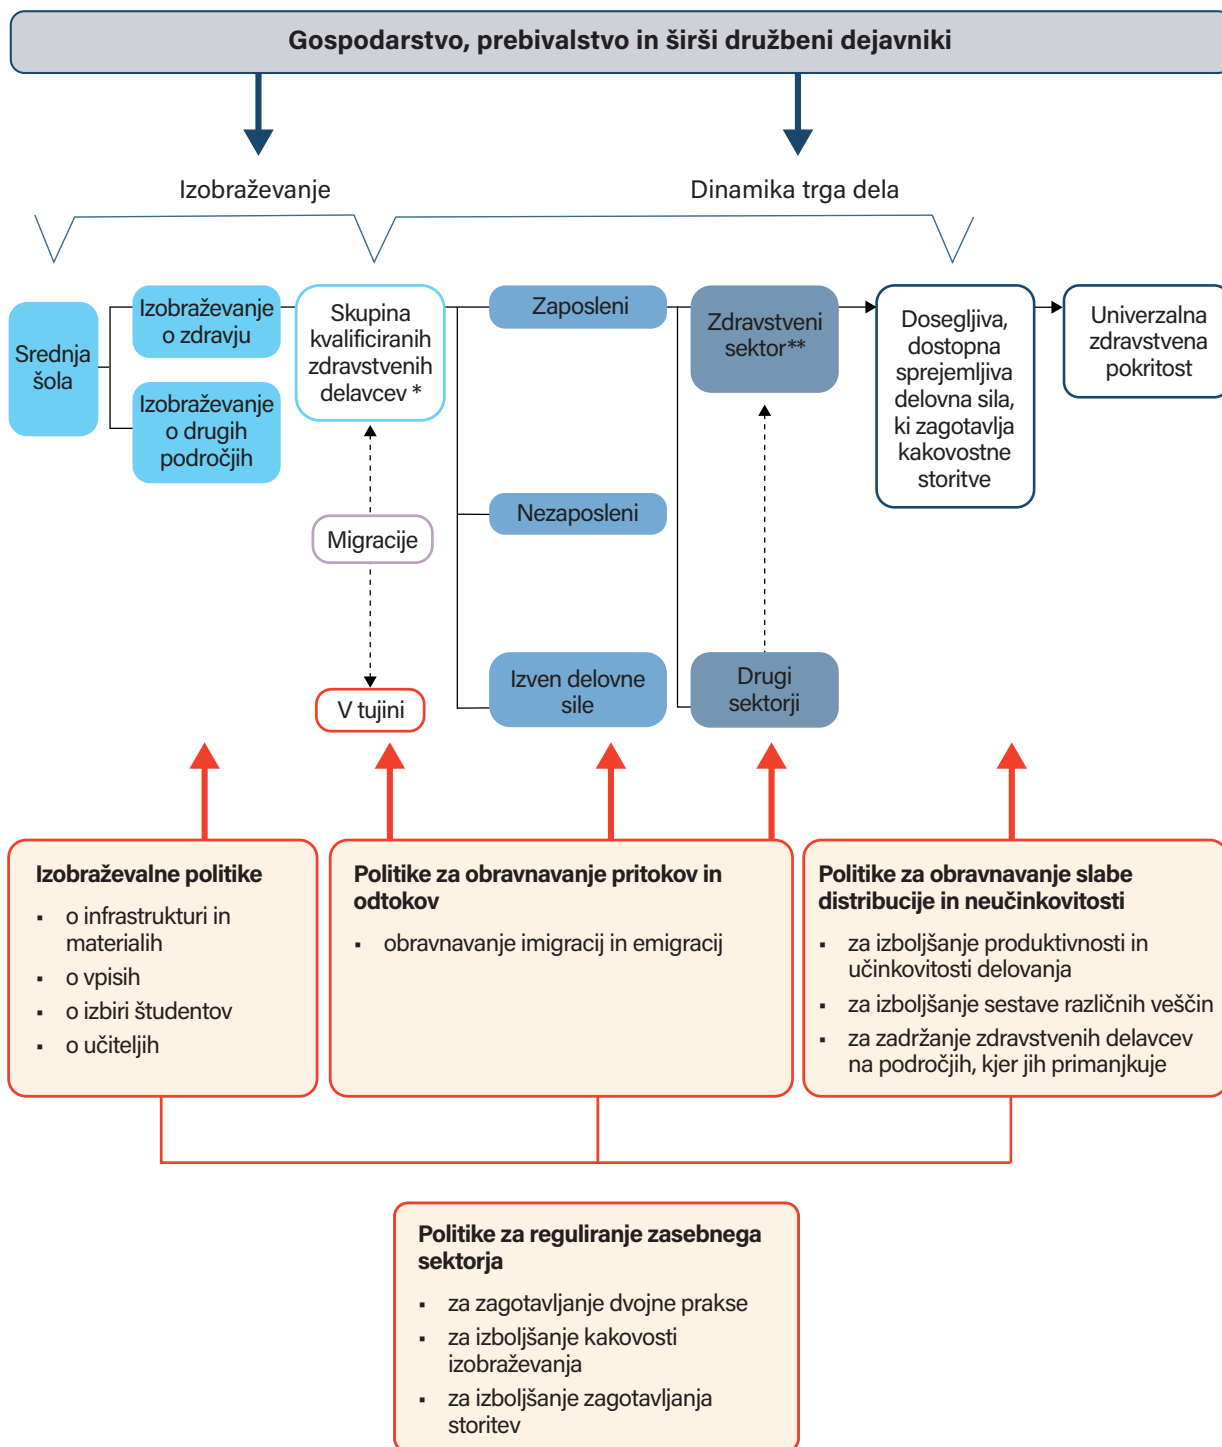 Gospodarstvo, prebivalstvo in širši družbeni dejavniki
Izobraževanje
Dinamika trga dela
Srednja
šola
Izobraževanje
o zdravju
Izobraževanje
o drugih
področjih
Skupina
kvalificiranih
zdravstvenih
delavcev *
Migracije
V tujini
Zaposleni
Nezaposleni
Izven delovne
sile
Zdravstveni
sektor**
Drugi
sektorji
Dosegljiva,
dostopna
sprejemljiva
delovna sila,
ki zagotavlja
kakovostne
storitve
Univerzalna
zdravstvena
pokritost
Izobraževalne politike
▪ o infrastrukturi in
materialih
▪ o vpisih
▪ o izbiri študentov
▪ o učiteljih
Politike za obravnavanje pritokov in
odtokov
▪ obravnavanje imigracij in emigracij
Politike za obravnavanje slabe
distribucije in neučinkovitosti
▪ za izboljšanje produktivnosti in
učinkovitosti delovanja
▪ za izboljšanje sestave različnih veščin
▪ za zadržanje zdravstvenih delavcev
na področjih, kjer jih primanjkuje
Politike za reguliranje zasebnega
sektorja
▪ za zagotavljanje dvojne prakse
▪ za izboljšanje kakovosti
izobraževanja
▪ za izboljšanje zagotavljanja
storitev